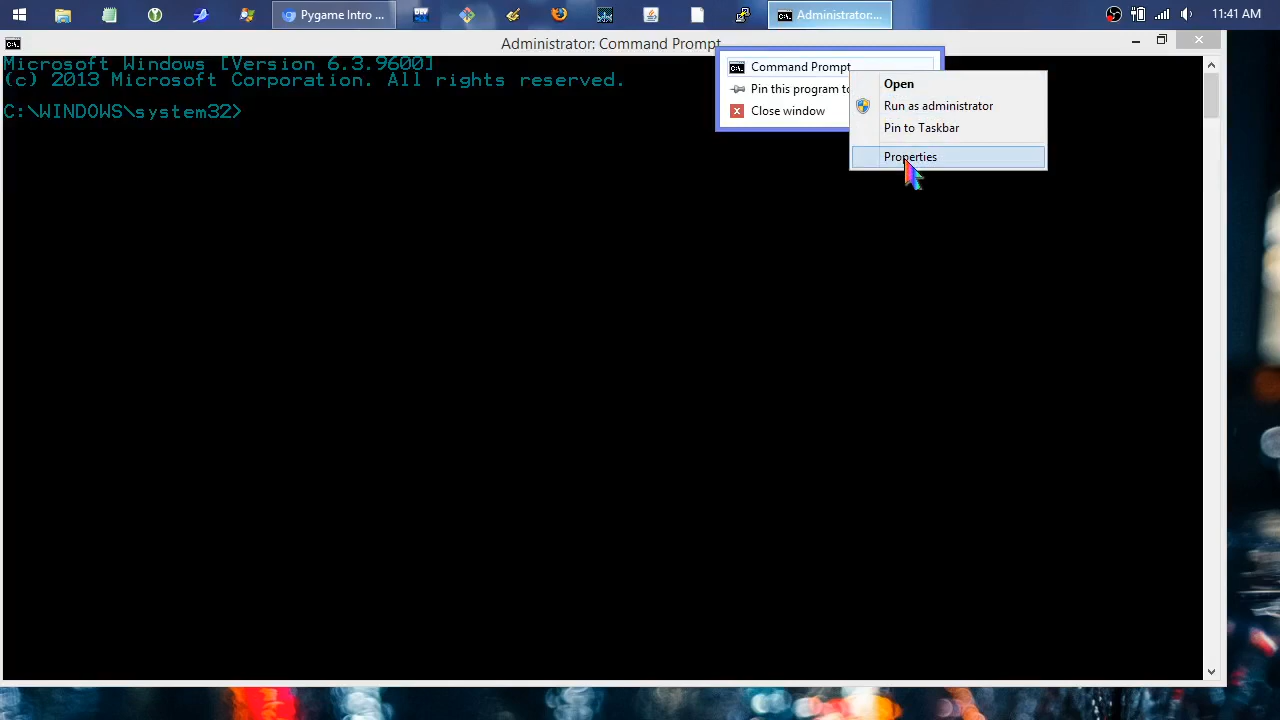 Pygame Intro ...
Administrator:...
11:41 AM
Administrator: Command Prompt
Microsoft Windows [Version 6.3.9600]
(c) 2013 Microsoft Corporation. All rights reserved.
C:\WINDOWS\system32>
Command Prompt
Pin this program to
Close window
Open
Run as administrator
Pin to Taskbar
Properties